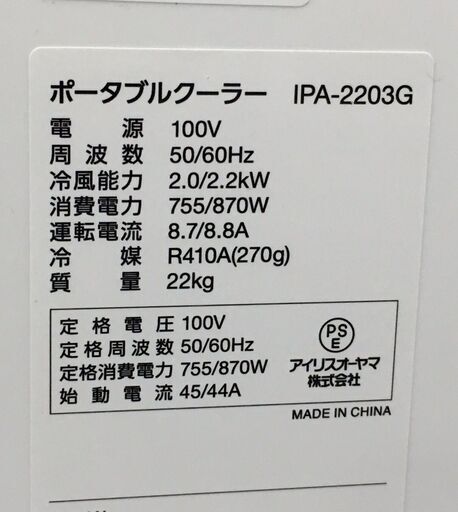 ポータブルクーラー IPA-2203G
電源 100V
周波数 50/60Hz
冷風能力 2.0/2.2kW
消費電力 755/870W
運転電流 8.7/8.8A
冷媒 R410A(270g)
質量 22kg
定格電圧 100V
定格周波数 50/60Hz
定格消費電力 755/870W
始動電流 45/44A
PS
E
アイリスオーヤマ
株式会社
MADE IN CHINA